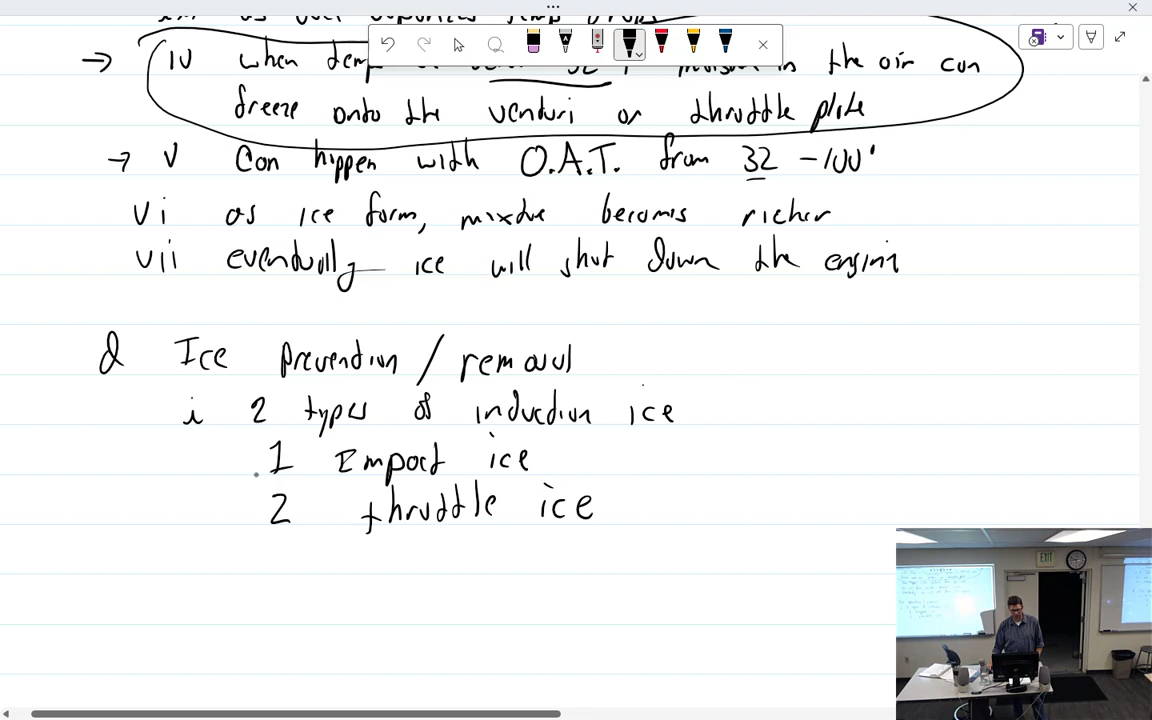 iv when temp 32 in the air can
freeze onto the venturi or throttle plate
v Can happen with O.A.T. from 32 -100°
vi as ice form, mixture becomes richer
vii eventually ice will shut down the engine
d Ice prevention / removal
i 2 types of induction ice
1 Impact ice
2 throttle ice
EXIT